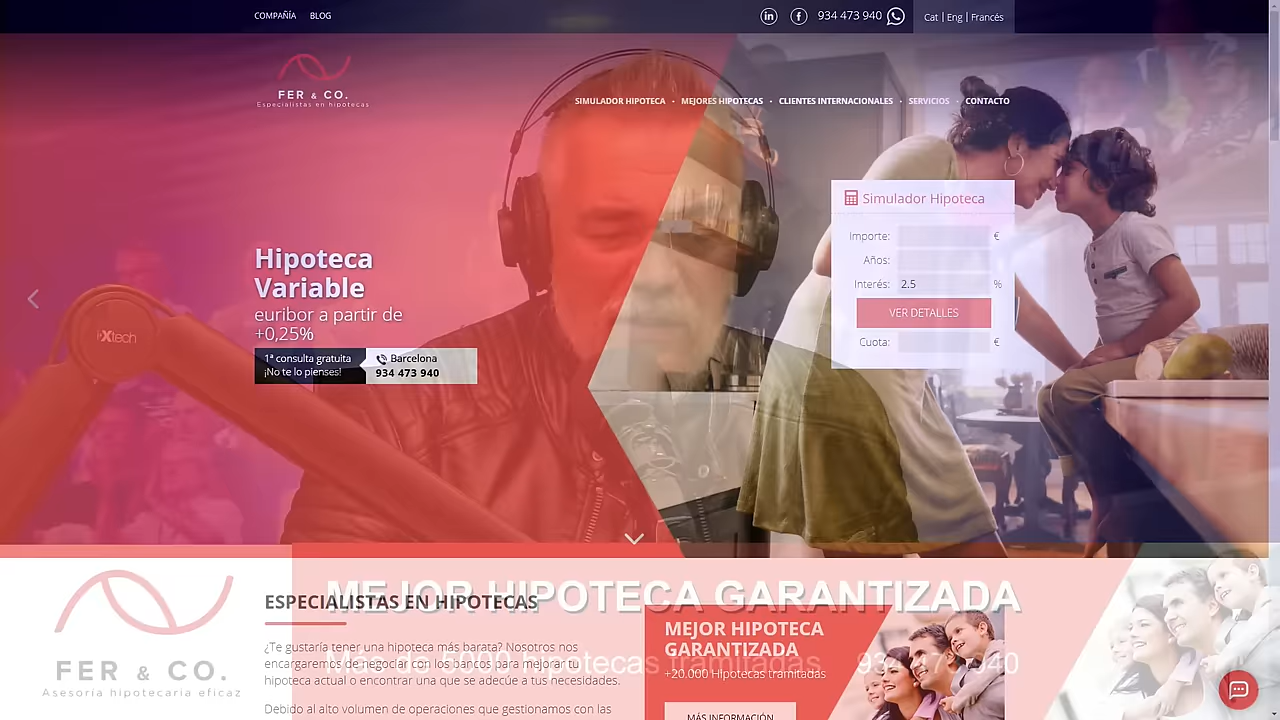 COMPAÑÍA BLOG
934 473 940
Cat | Eng | Francés
FER & CO.
Especialistas en hipotecas
SIMULADOR HIPOTECA · MEJORES HIPOTECAS · CLIENTES INTERNACIONALES · SERVICIOS · CONTACTO
Simulador Hipoteca
Importe: €
Años:
Interés: 2.5 %
VER DETALLES
Cuota: €
Hipoteca
Variable
euribor a partir de
+0,25%
1ª consulta gratuita
¡No te lo pienses!
Barcelona
934 473 940
Xtech
MEJOR HIPOTECA GARANTIZADA
hipotecas tramitadas
FER & CO.
Asesoría hipotecaria eficaz
ESPECIALISTAS EN HIPOTECAS
¿Te gustaría tener una hipoteca más barata? Nosotros nos
encargaremos de negociar con los bancos para mejorar tu
hipoteca actual o encontrar una que se adecúe a tus necesidades.
Debido al alto volumen de operaciones que gestionamos con las
MEJOR HIPOTECA
GARANTIZADA
+20.000 Hipotecas tramitadas
MÁS INFORMACIÓN